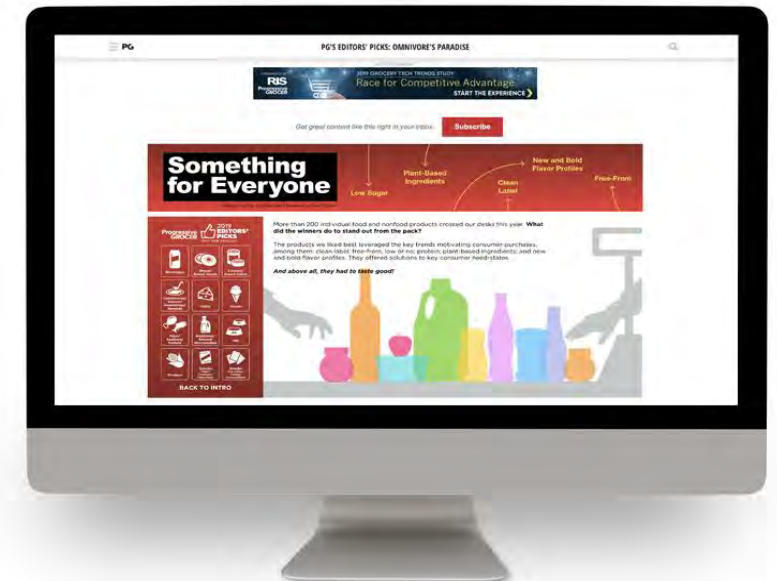 PG
PG'S EDITORS' PICKS: OMNIVORE'S PARADISE
RIS
Progressive
GROCER
2019 GROCERY TECH TRENDS STUDY
Race for Competitive Advantage
START THE EXPERIENCE
Get great content like this right in your inbox.
Subscribe
Something
for Everyone
Low Sugar
Plant-Based
Ingredients
Clean
Label
New and Bold
Flavor Profiles
Free-From
Progressive
GROCER
2019
EDITORS'
PICKS
More than 200 individual food and nonfood products crossed our desks this year. What
did the winners do to stand out from the pack?
The products we liked best leveraged the key trends motivating consumer purchases,
among them: clean-label; free-from, low or no; protein; plant-based ingredients; and new
and bold flavor profiles. They offered solutions to key consumer need-states.
And above all, they had to taste good!
BACK TO INTRO